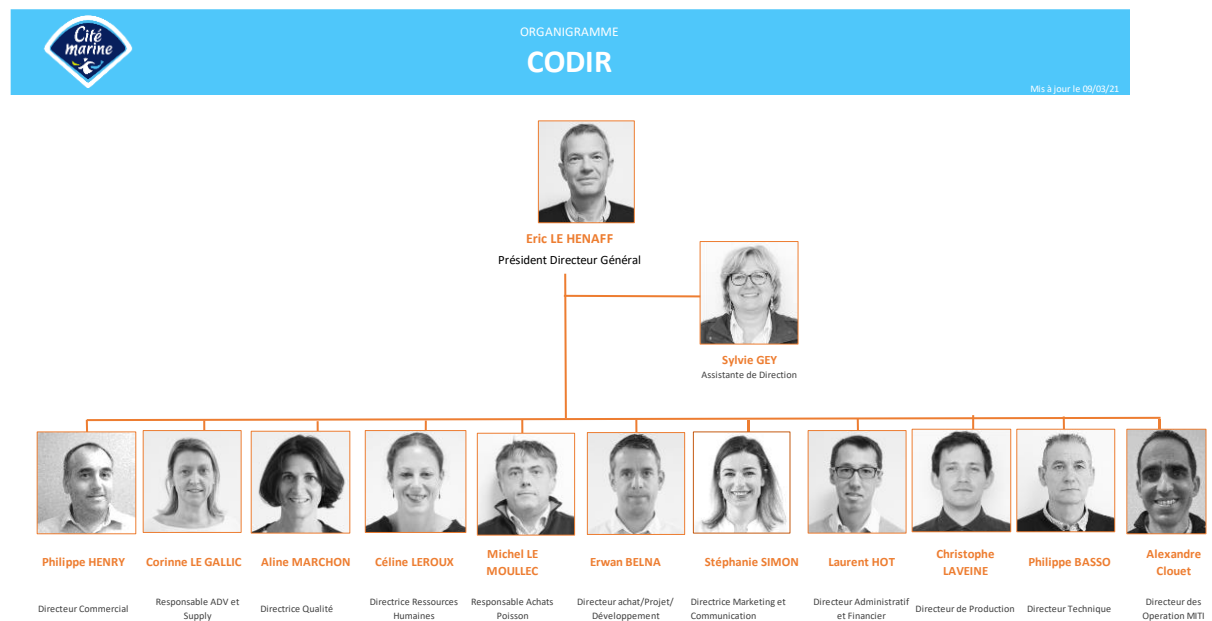 Cité
marine
ORGANIGRAMME
CODIR
Mis à jour le 09/03/21
Eric LE HENAFF
Président Directeur Général
Sylvie GEY
Assistante de Direction
Philippe HENRY
Directeur Commercial
Corinne LE GALLIC
Responsable ADV et
Supply
Aline MARCHON
Directrice Qualité
Céline LEROUX
Directrice Ressources
Humaines
Michel LE
MOULLEC
Responsable Achats
Poisson
Erwan BELNA
Directeur achat/Projet/
Développement
Stéphanie SIMON
Directrice Marketing et
Communication
Laurent HOT
Directeur Administratif
et Financier
Christophe
LAVEINE
Directeur de Production
Philippe BASSO
Directeur Technique
Alexandre
Clouet
Directeur des
Operation MITI